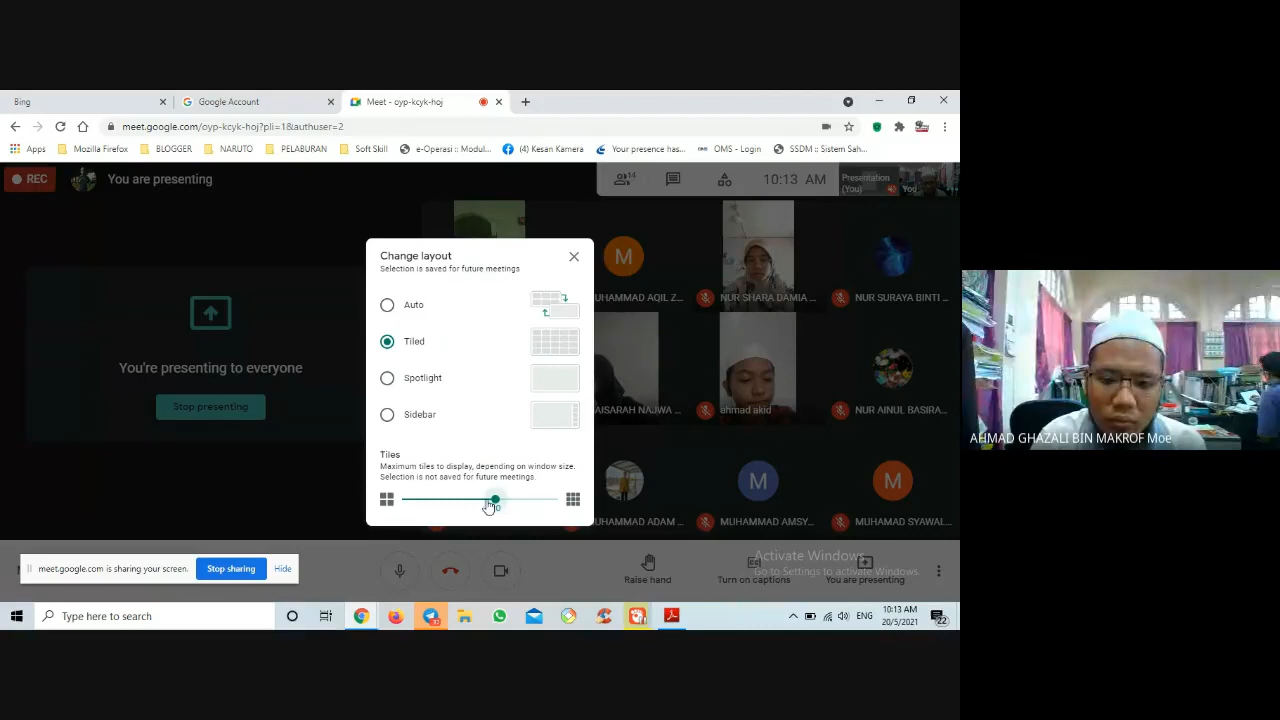 Bing
Google Account
Meet - oyp-kcyk-hoj
meet.google.com/oyp-kcyk-hoj?pli=1&authuser=2
Apps
Mozilla Firefox
BLOGGER
NARUTO
PELABURAN
Soft Skill
e-Operasi :: Modul...
(4) Kesan Kamera
Your presence has...
OMS - Login
SSDM :: Sistem Sah...
REC
You are presenting
14
10:13 AM
Presentation
(You)
You
Change layout
Selection is saved for future meetings
Auto
Tiled
Spotlight
Sidebar
Tiles
Maximum tiles to display, depending on window size.
Selection is not saved for future meetings.
You're presenting to everyone
Stop presenting
M
UHAMMAD AQIL Z...
NUR SHARA DAMIA ...
NUR SURAYA BINTI ...
AISARAH NAJWA ...
ahmad akid
NUR AINUL BASIRA...
M
M
UHAMMAD ADAM ...
MUHAMMAD AMSY...
MUHAMAD SYAWAL...
AHMAD GHAZALI BIN MAKROF Moe
meet.google.com is sharing your screen.
Stop sharing
Hide
Raise hand
Turn on captions
You are presenting
Activate Windows
Go to Settings to activate Windows.
Type here to search
ENG
10:13 AM
20/5/2021
22